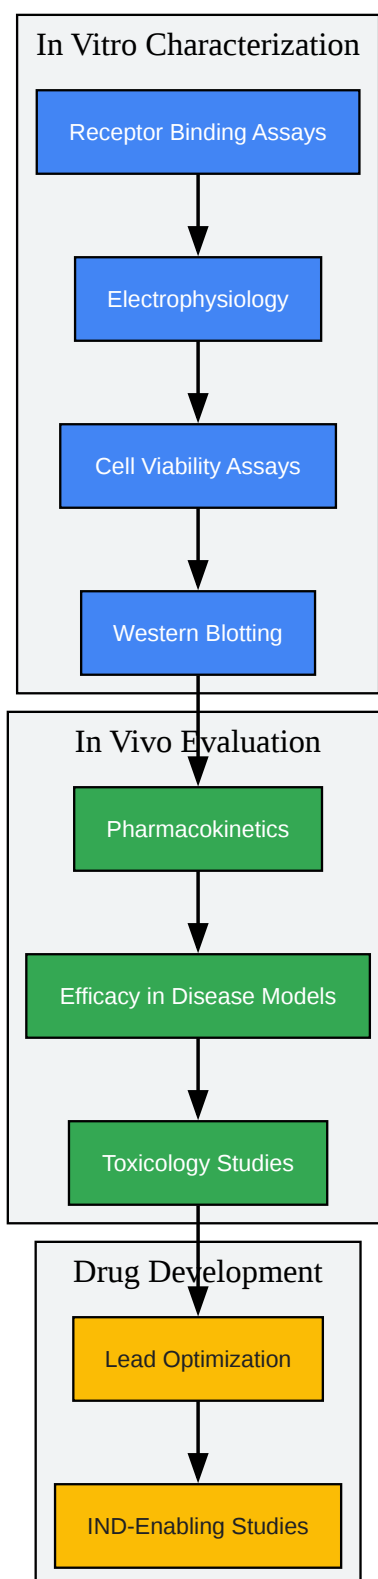 In Vitro Characterization
Receptor Binding Assays
Electrophysiology
Cell Viability Assays
Western Blotting
In Vivo Evaluation
Pharmacokinetics
Efficacy in Disease Models
Toxicology Studies
Drug Development
Lead Optimization
IND-Enabling Studies